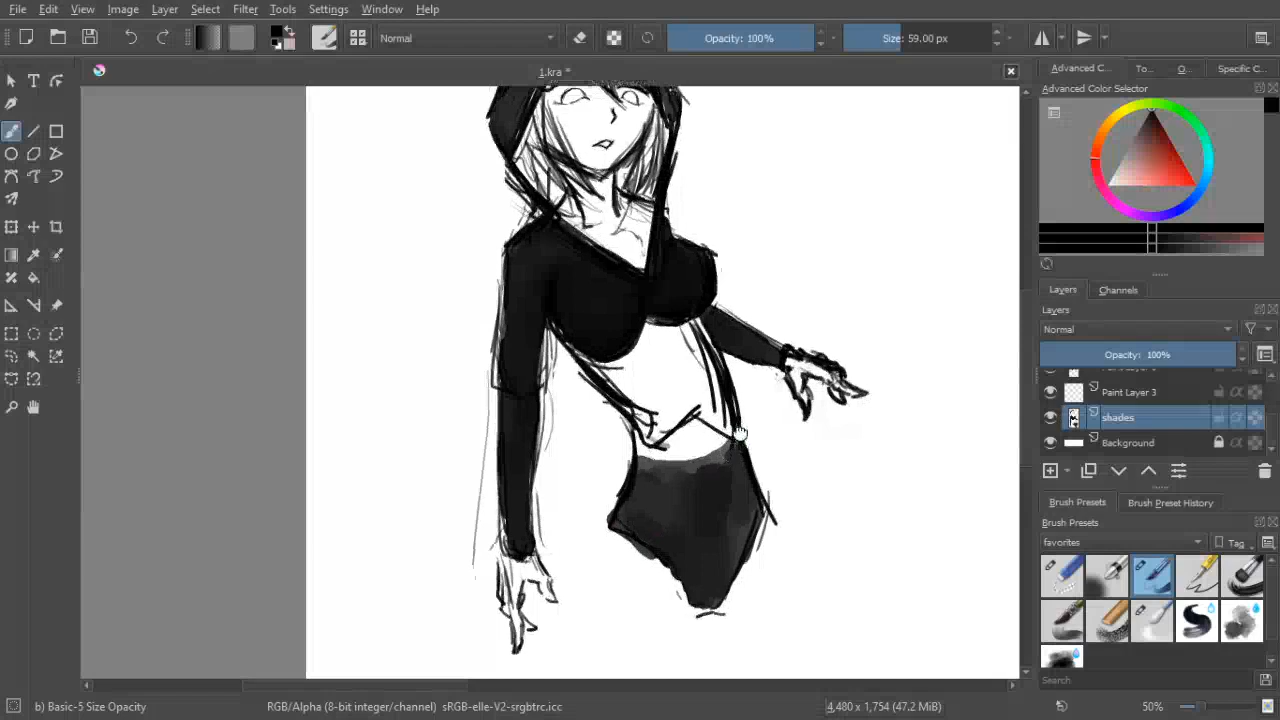 File Edit View Image Layer Select Filter Tools Settings Window Help
Normal Opacity: 100% Size: 59.00 px
1.kra *
Advanced C... To... O... Specific C...
Advanced Color Selector
Layers Channels
Layers
Normal
Opacity: 100%
Paint Layer 3
shades
Background
Brush Presets Brush Preset History
Brush Presets
favorites Tag
Search
b) Basic-5 Size Opacity RGB/Alpha (8-bit integer/channel) sRGB-elle-V2-srgbtrc.icc 4,480 x 1,754 (47.2 MiB) 50%